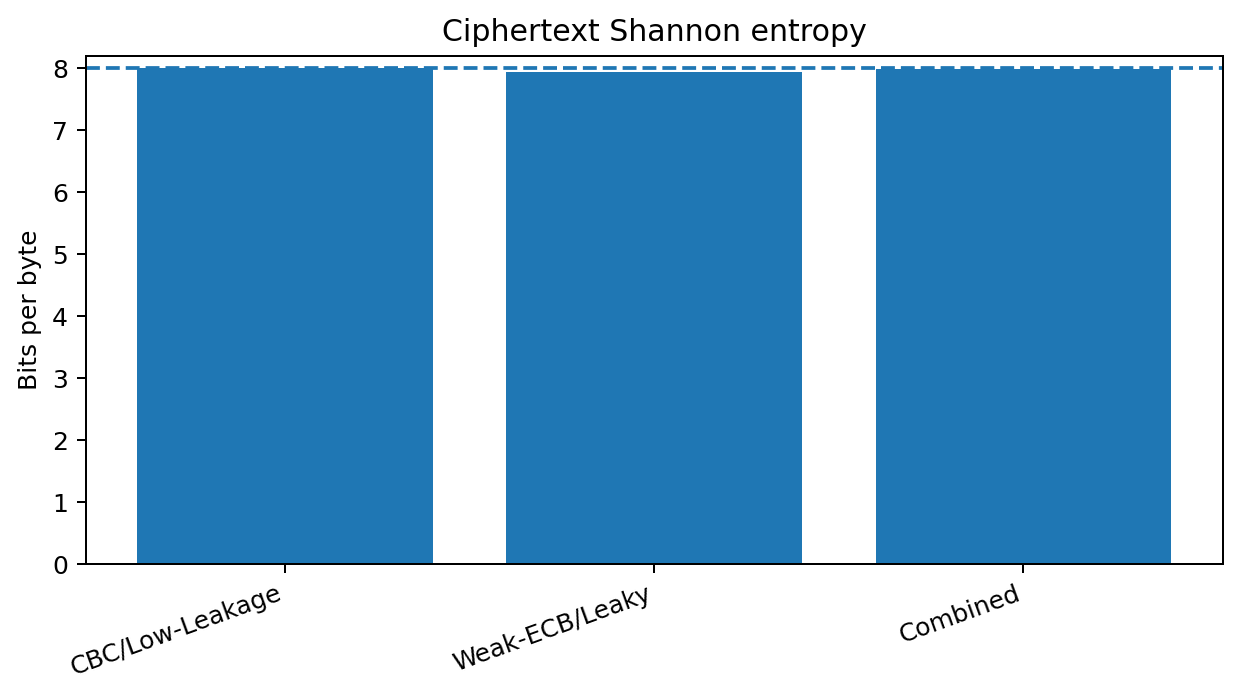 Ciphertext Shannon entropy
Bits per byte
8
7
6
5
4
3
2
1
0
CBC/Low-Leakage
Weak-ECB/Leaky
Combined